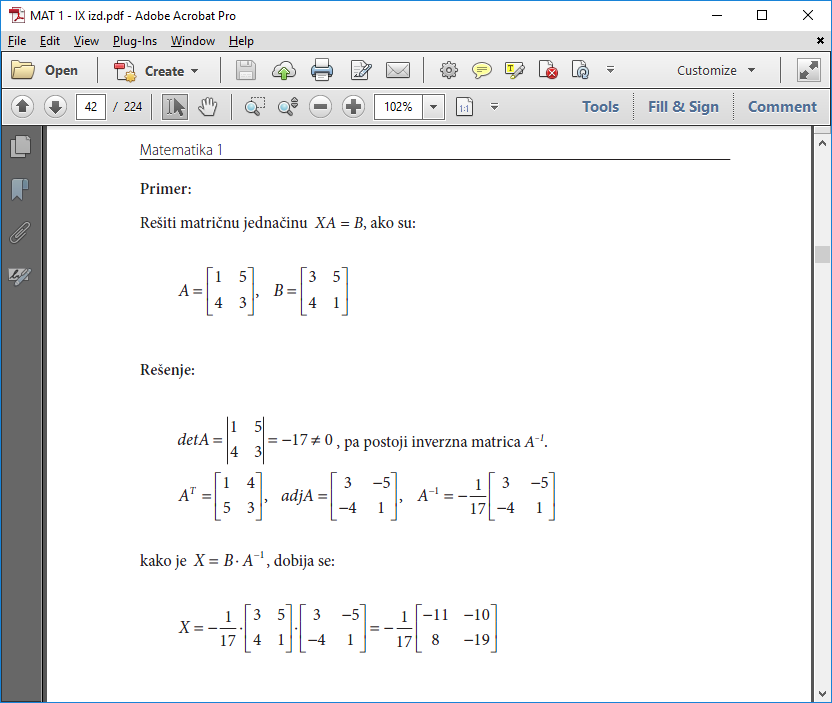 MAT 1 - IX izd.pdf - Adobe Acrobat Pro
File Edit View Plug-Ins Window Help
Open Create Customize
42 / 224 102% 1:1 Tools Fill & Sign Comment
Matematika 1
Primer:
Rešiti matričnu jednačinu XA = B, ako su:
A = [1 5; 4 3], B = [3 5; 4 1]
Rešenje:
detA = |1 5; 4 3| = −17 ≠ 0 , pa postoji inverzna matrica A⁻¹.
Aᵀ = [1 4; 5 3], adjA = [3 −5; −4 1], A⁻¹ = −1/17 [3 −5; −4 1]
kako je X = B · A⁻¹ , dobija se:
X = −1/17 · [3 5; 4 1] · [3 −5; −4 1] = −1/17 [−11 −10; 8 −19]